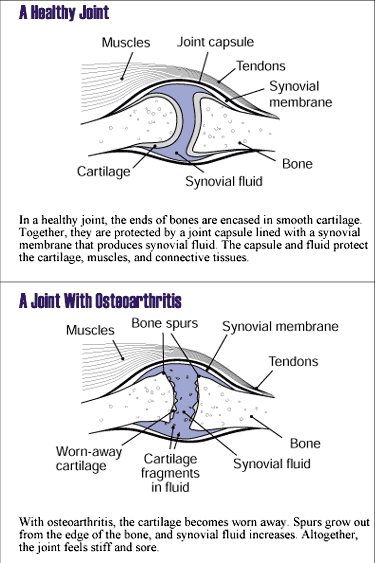 A Healthy Joint
Muscles
Joint capsule
Tendons
Synovial
membrane
Bone
Cartilage
Synovial fluid
In a healthy joint, the ends of bones are encased in smooth cartilage.
Together, they are protected by a joint capsule lined with a synovial
membrane that produces synovial fluid. The capsule and fluid protect
the cartilage, muscles, and connective tissues.
A Joint With Osteoarthritis
Muscles
Bone spurs
Synovial membrane
Tendons
Bone
Worn-away
cartilage
Cartilage
fragments
in fluid
Synovial fluid
With osteoarthritis, the cartilage becomes worn away. Spurs grow out
from the edge of the bone, and synovial fluid increases. Altogether,
the joint feels stiff and sore.